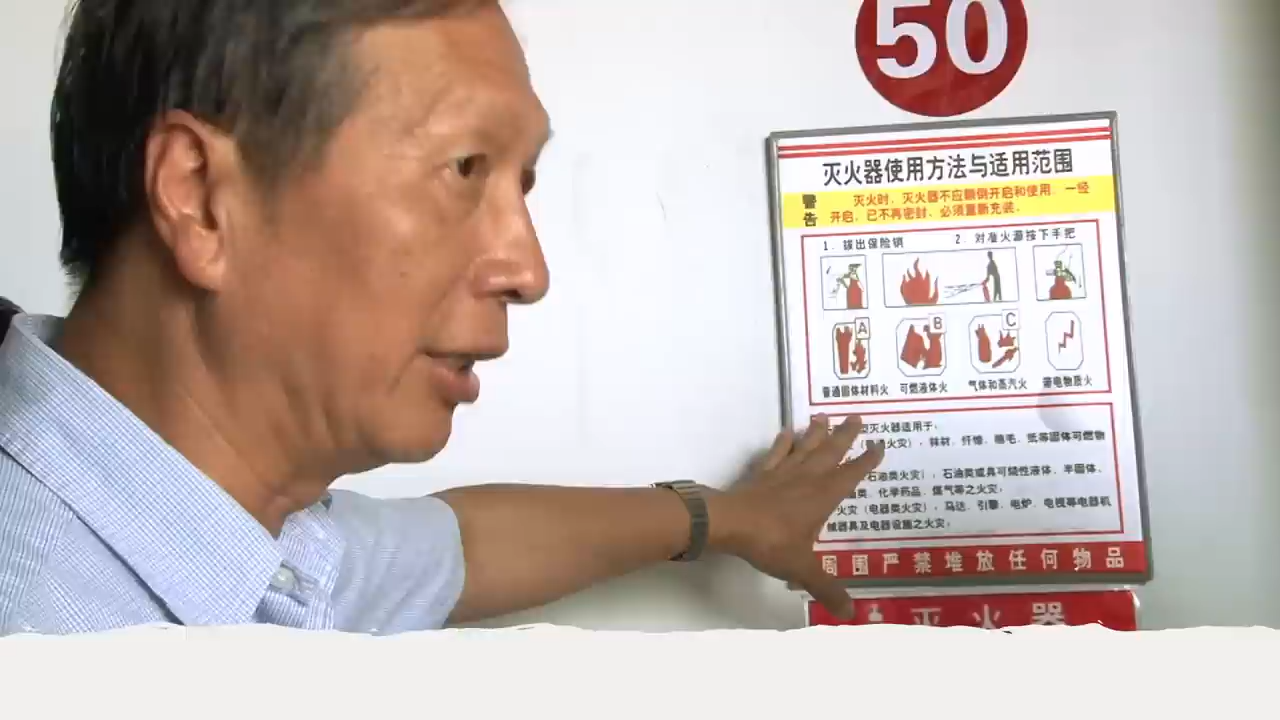 50
灭火器使用方法与适用范围
警告
灭火时，灭火器不应颠倒开启和使用，一经
开启，已不再密封，必须重新充装。
1. 拔出保险销
2. 对准火源按下手把
A
B
C
普通固体材料火
可燃液体火
气体和蒸汽火
带电物质火
型灭火器适用于：
火灾），木材、纤维、棉毛、纸等固体可燃物
石油类火灾），石油类或具可燃性液体、半固体、
油类、化学药品、煤气等之火灾；
火灾（电器类火灾），马达、引擎、电炉、电视等电器机
械器具及电器设施之火灾；
周围严禁堆放任何物品
灭火器